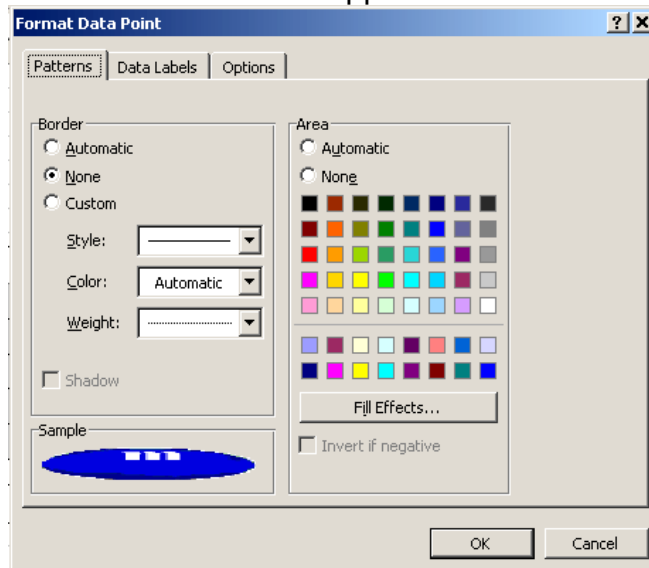 Format Data Point
? X
Patterns Data Labels Options
Border
Automatic
None
Custom
Style:
Color: Automatic
Weight:
Shadow
Sample
Area
Automatic
None
Fill Effects...
Invert if negative
OK Cancel